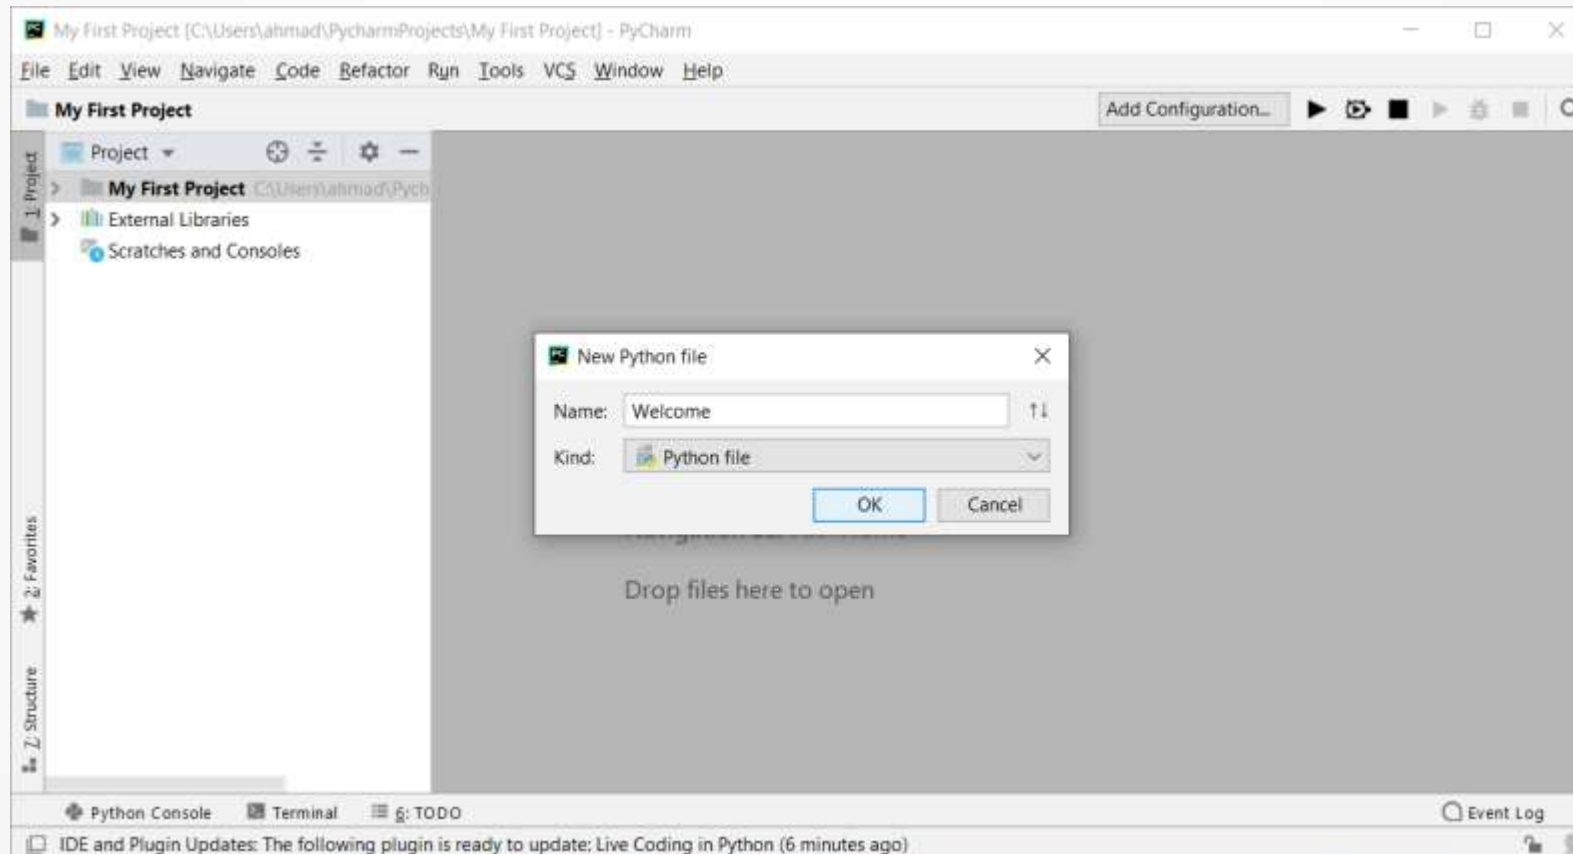 My First Project [C:\Users\ahmad\PycharmProjects\My First Project] - PyCharm
File Edit View Navigate Code Refactor Run Tools VCS Window Help
My First Project
Add Configuration...
1: Project
Project
My First Project C:\Users\ahmad\Pych
External Libraries
Scratches and Consoles
New Python file
Name: Welcome
Kind: Python file
OK Cancel
Drop files here to open
2: Favorites
7: Structure
Python Console Terminal 6: TODO Event Log
IDE and Plugin Updates: The following plugin is ready to update: Live Coding in Python (6 minutes ago)